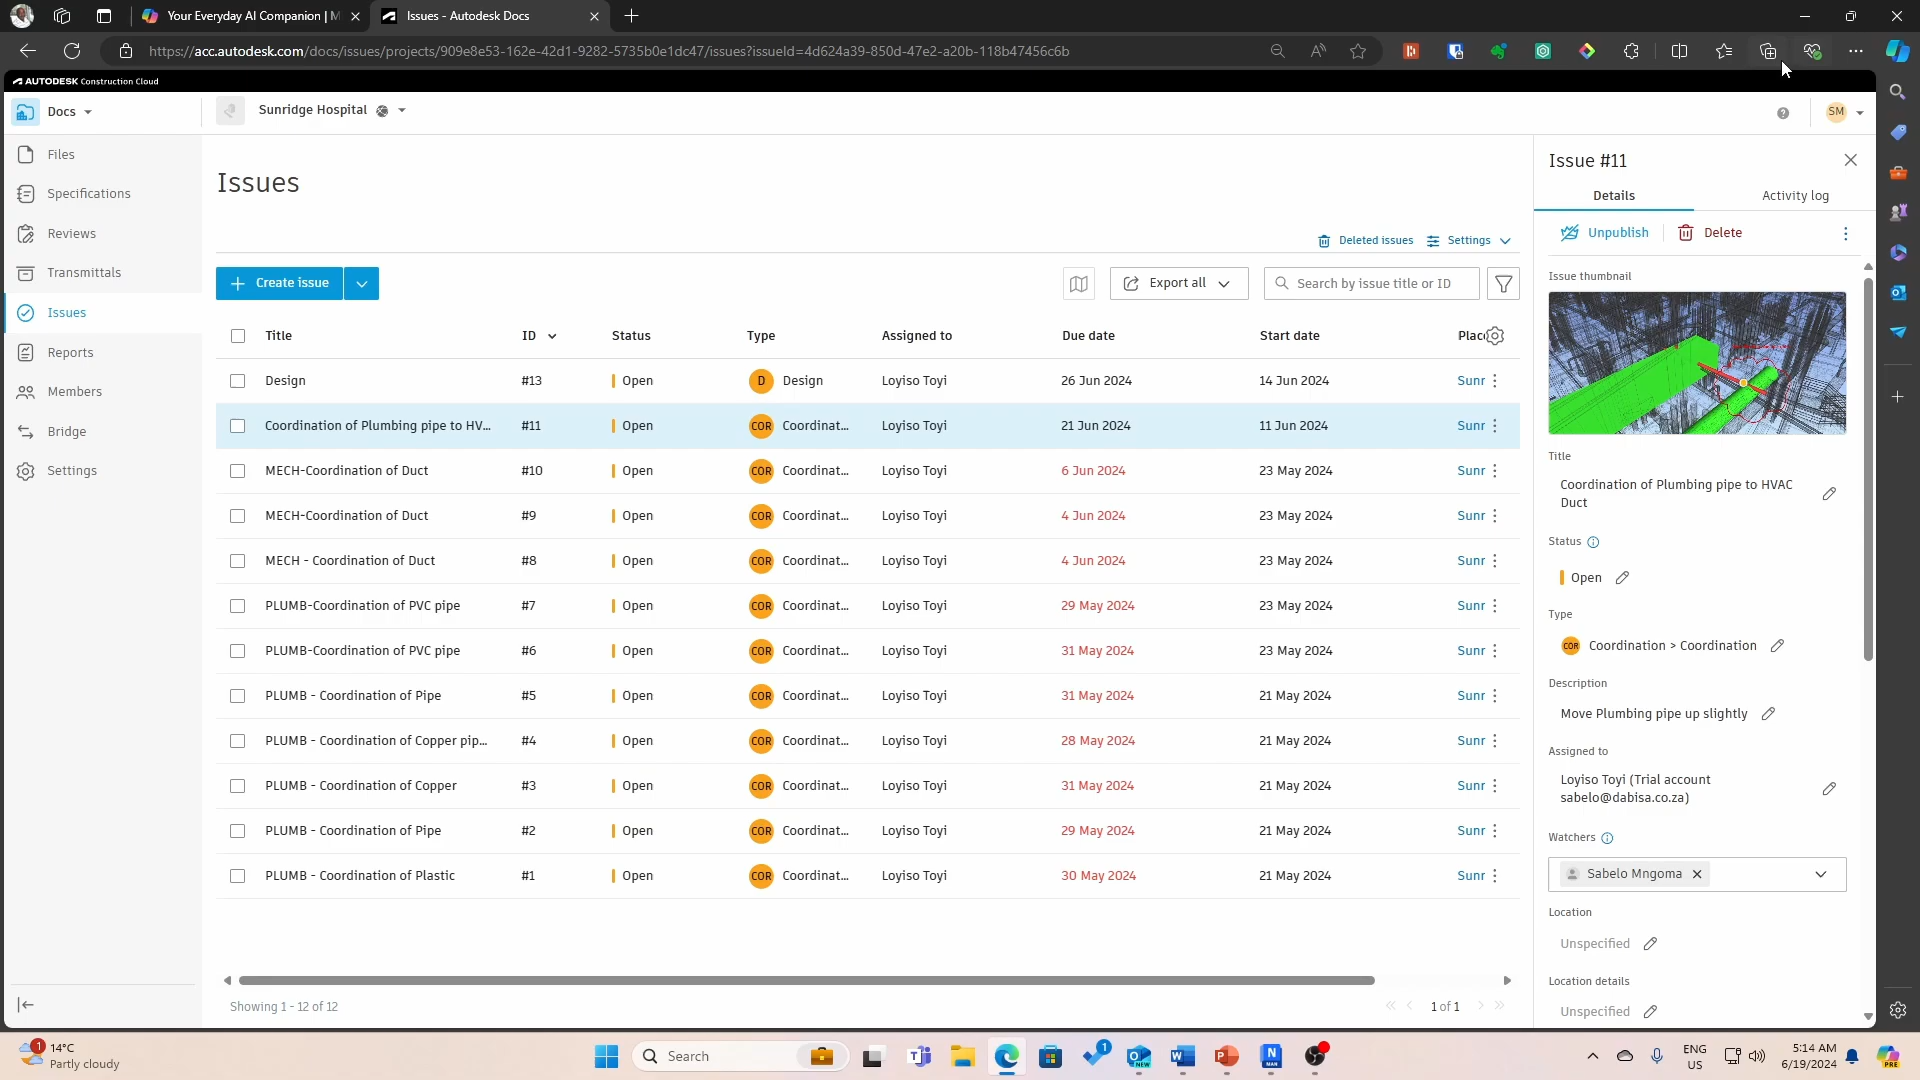 Your Everyday AI Companion | M
Issues - Autodesk Docs
https://acc.autodesk.com/docs/issues/projects/909e8e53-162e-42d1-9282-5735b0e1dc47/issues?issueId=4d624a39-850d-47e2-a20b-118b47456c6b
AUTODESK Construction Cloud
Docs
Sunridge Hospital
SM
Files
Specifications
Reviews
Transmittals
Issues
Reports
Members
Bridge
Settings
Issues
Deleted issues
Settings
Create issue
Export all
Search by issue title or ID
Title ID Status Type Assigned to Due date Start date Plac
Design #13 Open D Design Loyiso Toyi 26 Jun 2024 14 Jun 2024 Sunr
Coordination of Plumbing pipe to HV... #11 Open COR Coordinat... Loyiso Toyi 21 Jun 2024 11 Jun 2024 Sunr
MECH-Coordination of Duct #10 Open COR Coordinat... Loyiso Toyi 6 Jun 2024 23 May 2024 Sunr
MECH-Coordination of Duct #9 Open COR Coordinat... Loyiso Toyi 4 Jun 2024 23 May 2024 Sunr
MECH - Coordination of Duct #8 Open COR Coordinat... Loyiso Toyi 4 Jun 2024 23 May 2024 Sunr
PLUMB-Coordination of PVC pipe #7 Open COR Coordinat... Loyiso Toyi 29 May 2024 23 May 2024 Sunr
PLUMB-Coordination of PVC pipe #6 Open COR Coordinat... Loyiso Toyi 31 May 2024 23 May 2024 Sunr
PLUMB - Coordination of Pipe #5 Open COR Coordinat... Loyiso Toyi 31 May 2024 21 May 2024 Sunr
PLUMB - Coordination of Copper pip... #4 Open COR Coordinat... Loyiso Toyi 28 May 2024 21 May 2024 Sunr
PLUMB - Coordination of Copper #3 Open COR Coordinat... Loyiso Toyi 31 May 2024 21 May 2024 Sunr
PLUMB - Coordination of Pipe #2 Open COR Coordinat... Loyiso Toyi 29 May 2024 21 May 2024 Sunr
PLUMB - Coordination of Plastic #1 Open COR Coordinat... Loyiso Toyi 30 May 2024 21 May 2024 Sunr
Showing 1 - 12 of 12
1 of 1
Issue #11
Details
Activity log
Unpublish
Delete
Issue thumbnail
Title
Coordination of Plumbing pipe to HVAC
Duct
Status
Open
Type
COR Coordination > Coordination
Description
Move Plumbing pipe up slightly
Assigned to
Loyiso Toyi (Trial account
sabelo@dabisa.co.za)
Watchers
Sabelo Mngoma
Location
Unspecified
Location details
Unspecified
1
14°C
Partly cloudy
Search
1
ENG
US
5:14 AM
6/19/2024